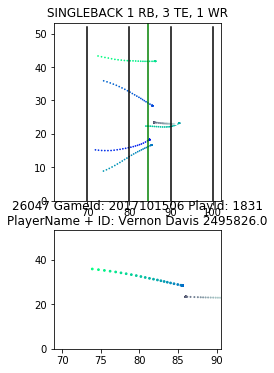 SINGLEBACK 1 RB, 3 TE, 1 WR
50
40
30
20
10
0
70 80 90 100
26047 GameId: 2017101506 PlayId: 1831
PlayerName + ID: Vernon Davis 2495826.0
40
20
0
70 75 80 85 90